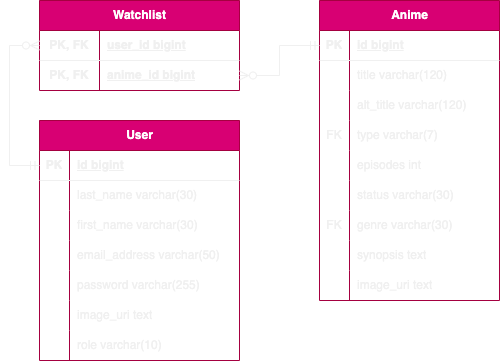 Watchlist
PK, FK user_id bigint
PK, FK anime_id bigint
User
PK id bigint
last_name varchar(30)
first_name varchar(30)
email_address varchar(50)
password varchar(255)
image_url text
role varchar(10)
Anime
PK id bigint
title varchar(120)
alt_title varchar(120)
FK type varchar(7)
episodes int
status varchar(30)
FK genre varchar(30)
synopsis text
image_url text